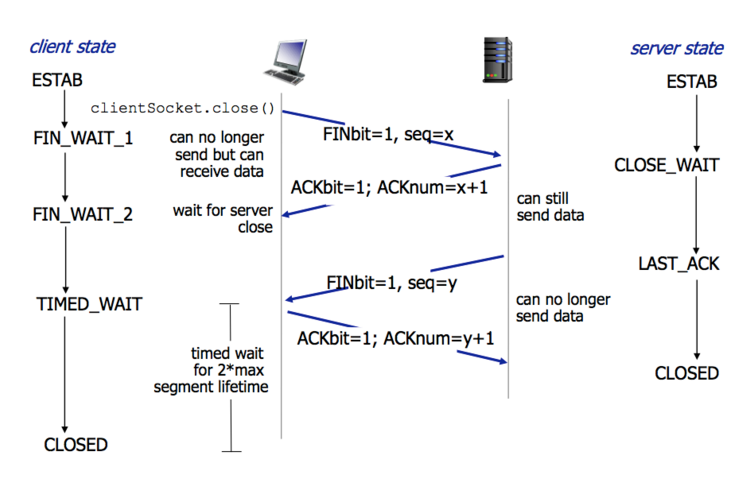 client state
server state
ESTAB
ESTAB
clientSocket.close()
FIN_WAIT_1
can no longer
send but can
receive data
FINbit=1, seq=x
CLOSE_WAIT
ACKbit=1; ACKnum=x+1
FIN_WAIT_2
wait for server
close
can still
send data
LAST_ACK
FINbit=1, seq=y
TIMED_WAIT
can no longer
send data
ACKbit=1; ACKnum=y+1
timed wait
for 2*max
segment lifetime
CLOSED
CLOSED